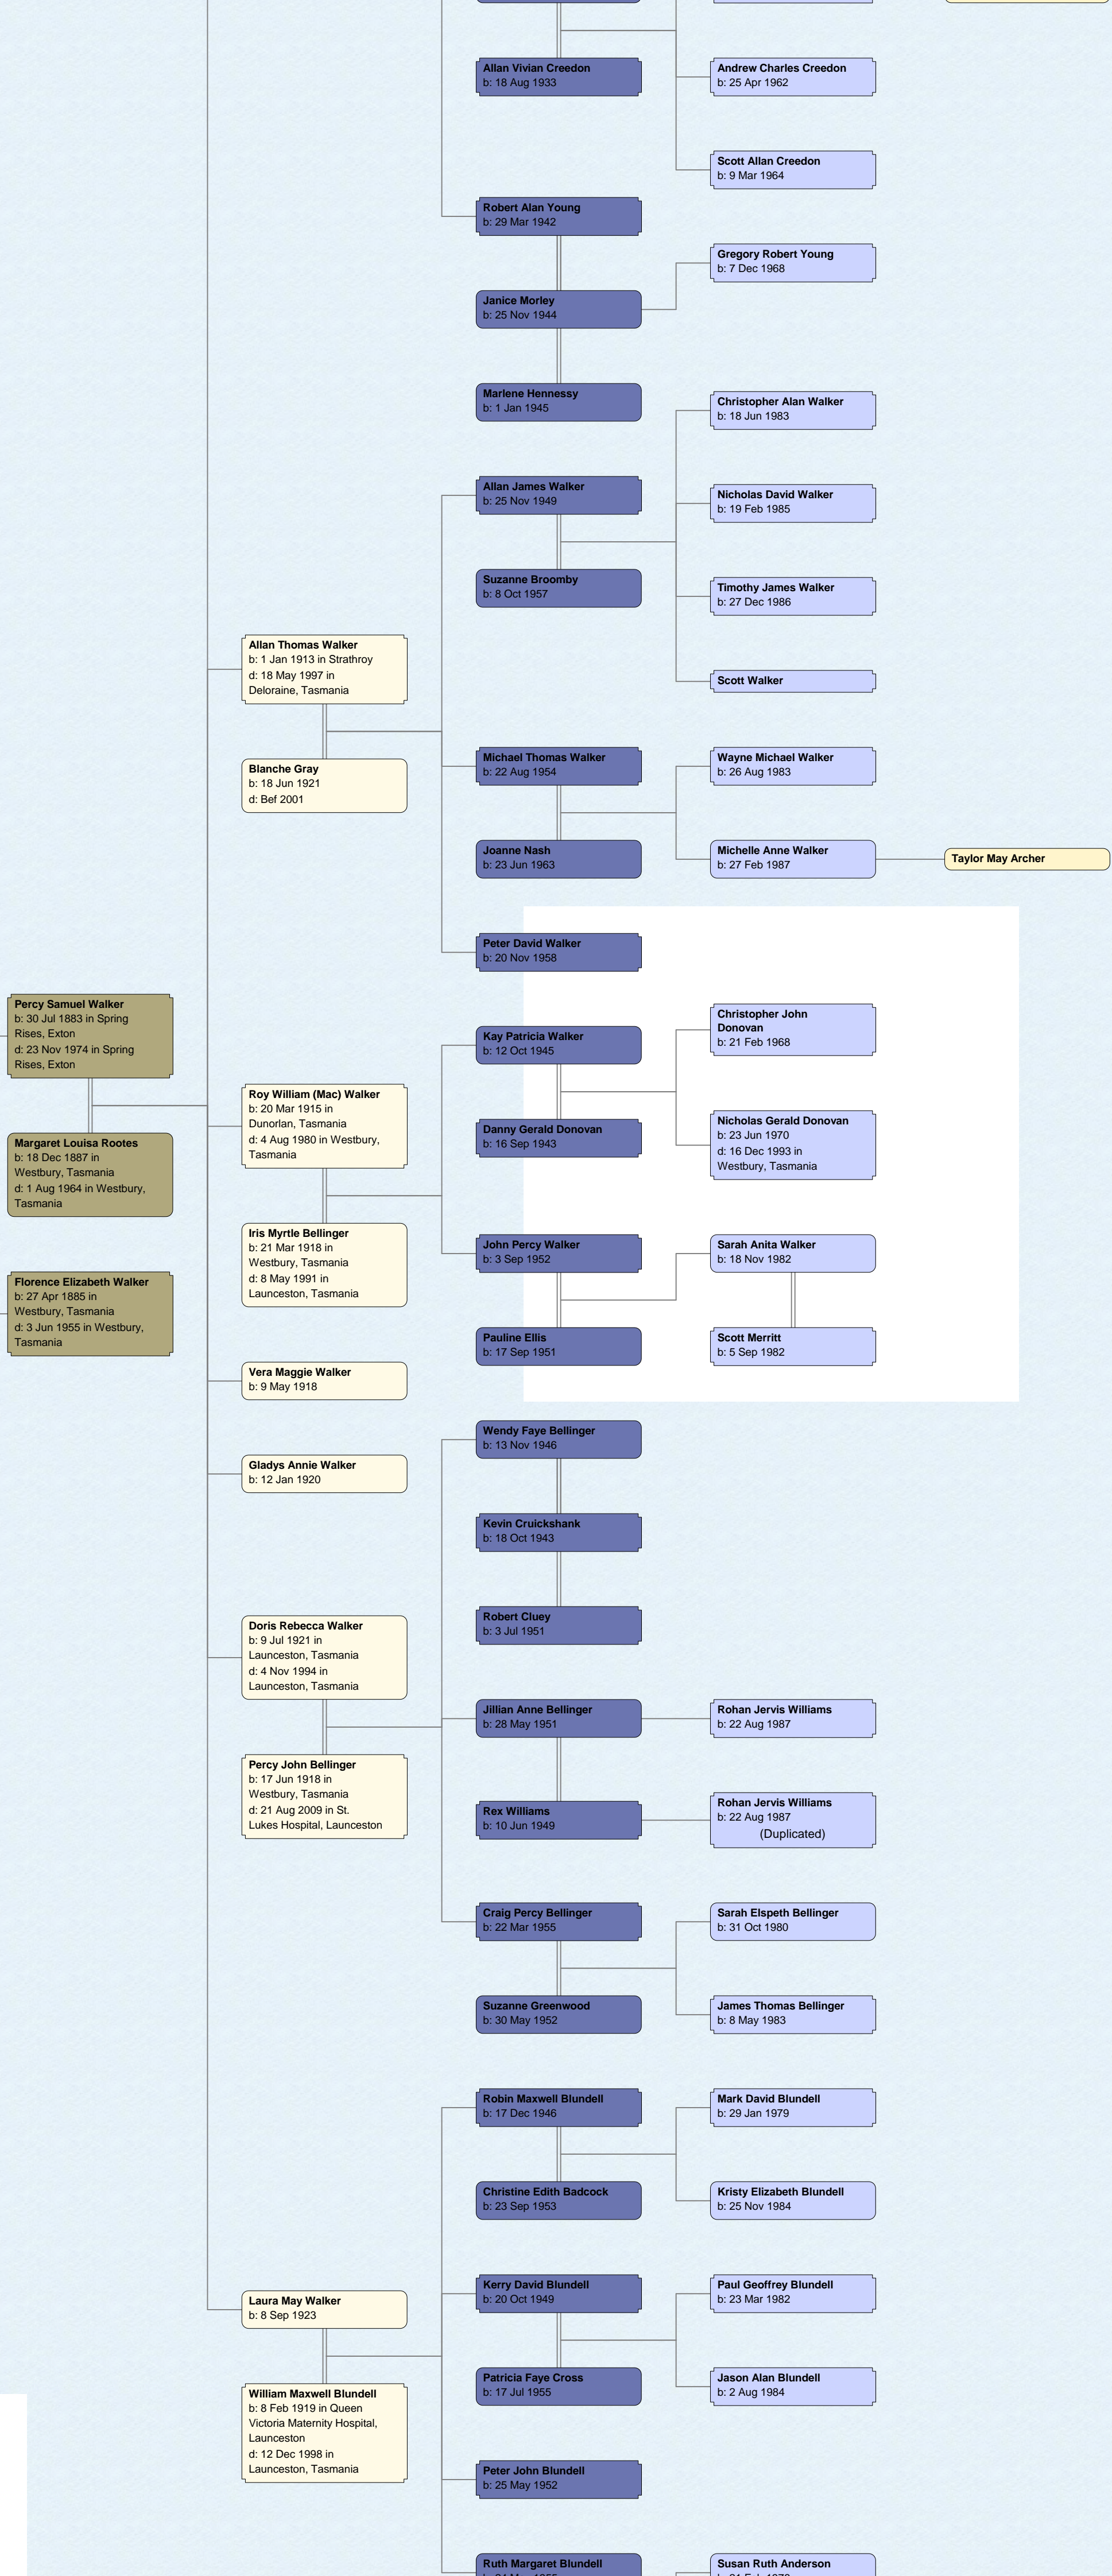 Allan Vivian Creedon
b: 18 Aug 1933
Andrew Charles Creedon
b: 25 Apr 1962
Scott Allan Creedon
b: 9 Mar 1964
Robert Alan Young
b: 29 Mar 1942
Gregory Robert Young
b: 7 Dec 1968
Janice Morley
b: 25 Nov 1944
Marlene Hennessy
b: 1 Jan 1945
Christopher Alan Walker
b: 18 Jun 1983
Allan James Walker
b: 25 Nov 1949
Nicholas David Walker
b: 19 Feb 1985
Suzanne Broomby
b: 8 Oct 1957
Timothy James Walker
b: 27 Dec 1986
Allan Thomas Walker
b: 1 Jan 1913 in Strathroy
d: 18 May 1997 in
Deloraine, Tasmania
Scott Walker
Michael Thomas Walker
b: 22 Aug 1954
Wayne Michael Walker
b: 26 Aug 1983
Blanche Gray
b: 18 Jun 1921
d: Bef 2001
Joanne Nash
b: 23 Jun 1963
Michelle Anne Walker
b: 27 Feb 1987
Taylor May Archer
Peter David Walker
b: 20 Nov 1958
Percy Samuel Walker
b: 30 Jul 1883 in Spring
Rises, Exton
d: 23 Nov 1974 in Spring
Rises, Exton
Christopher John
Donovan
b: 21 Feb 1968
Kay Patricia Walker
b: 12 Oct 1945
Roy William (Mac) Walker
b: 20 Mar 1915 in
Dunorlan, Tasmania
d: 4 Aug 1980 in Westbury,
Tasmania
Danny Gerald Donovan
b: 16 Sep 1943
Nicholas Gerald Donovan
b: 23 Jun 1970
d: 16 Dec 1993 in
Westbury, Tasmania
Margaret Louisa Rootes
b: 18 Dec 1887 in
Westbury, Tasmania
d: 1 Aug 1964 in Westbury,
Tasmania
Iris Myrtle Bellinger
b: 21 Mar 1918 in
Westbury, Tasmania
d: 8 May 1991 in
Launceston, Tasmania
John Percy Walker
b: 3 Sep 1952
Sarah Anita Walker
b: 18 Nov 1982
Florence Elizabeth Walker
b: 27 Apr 1885 in
Westbury, Tasmania
d: 3 Jun 1955 in Westbury,
Tasmania
Pauline Ellis
b: 17 Sep 1951
Scott Merritt
b: 5 Sep 1982
Vera Maggie Walker
b: 9 May 1918
Wendy Faye Bellinger
b: 13 Nov 1946
Gladys Annie Walker
b: 12 Jan 1920
Kevin Cruickshank
b: 18 Oct 1943
Robert Cluey
b: 3 Jul 1951
Doris Rebecca Walker
b: 9 Jul 1921 in
Launceston, Tasmania
d: 4 Nov 1994 in
Launceston, Tasmania
Jillian Anne Bellinger
b: 28 May 1951
Rohan Jervis Williams
b: 22 Aug 1987
Percy John Bellinger
b: 17 Jun 1918 in
Westbury, Tasmania
d: 21 Aug 2009 in St.
Lukes Hospital, Launceston
Rex Williams
b: 10 Jun 1949
Rohan Jervis Williams
b: 22 Aug 1987
(Duplicated)
Craig Percy Bellinger
b: 22 Mar 1955
Sarah Elspeth Bellinger
b: 31 Oct 1980
Suzanne Greenwood
b: 30 May 1952
James Thomas Bellinger
b: 8 May 1983
Robin Maxwell Blundell
b: 17 Dec 1946
Mark David Blundell
b: 29 Jan 1979
Christine Edith Badcock
b: 23 Sep 1953
Kristy Elizabeth Blundell
b: 25 Nov 1984
Kerry David Blundell
b: 20 Oct 1949
Paul Geoffrey Blundell
b: 23 Mar 1982
Laura May Walker
b: 8 Sep 1923
Patricia Faye Cross
b: 17 Jul 1955
Jason Alan Blundell
b: 2 Aug 1984
William Maxwell Blundell
b: 8 Feb 1919 in Queen
Victoria Maternity Hospital,
Launceston
d: 12 Dec 1998 in
Launceston, Tasmania
Peter John Blundell
b: 25 May 1952
Ruth Margaret Blundell
Susan Ruth Anderson